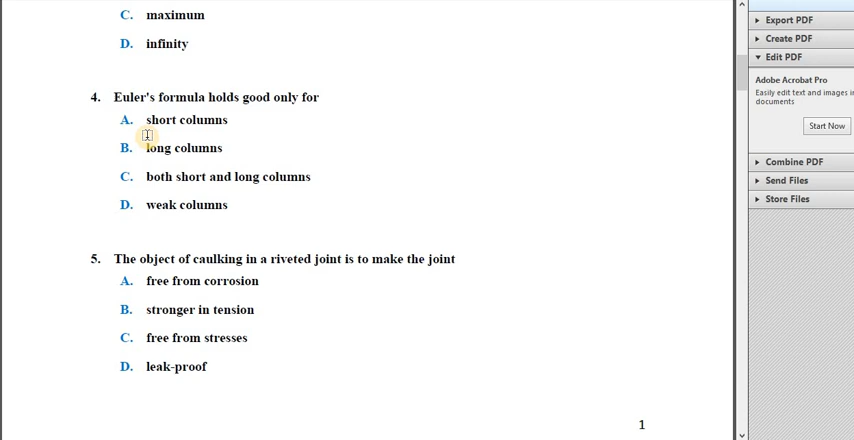 C. maximum
D. infinity
4. Euler's formula holds good only for
A. short columns
B. long columns
C. both short and long columns
D. weak columns
5. The object of caulking in a riveted joint is to make the joint
A. free from corrosion
B. stronger in tension
C. free from stresses
D. leak-proof
1
Export PDF
Create PDF
Edit PDF
Adobe Acrobat Pro
Easily edit text and images in
documents
Start Now
Combine PDF
Send Files
Store Files